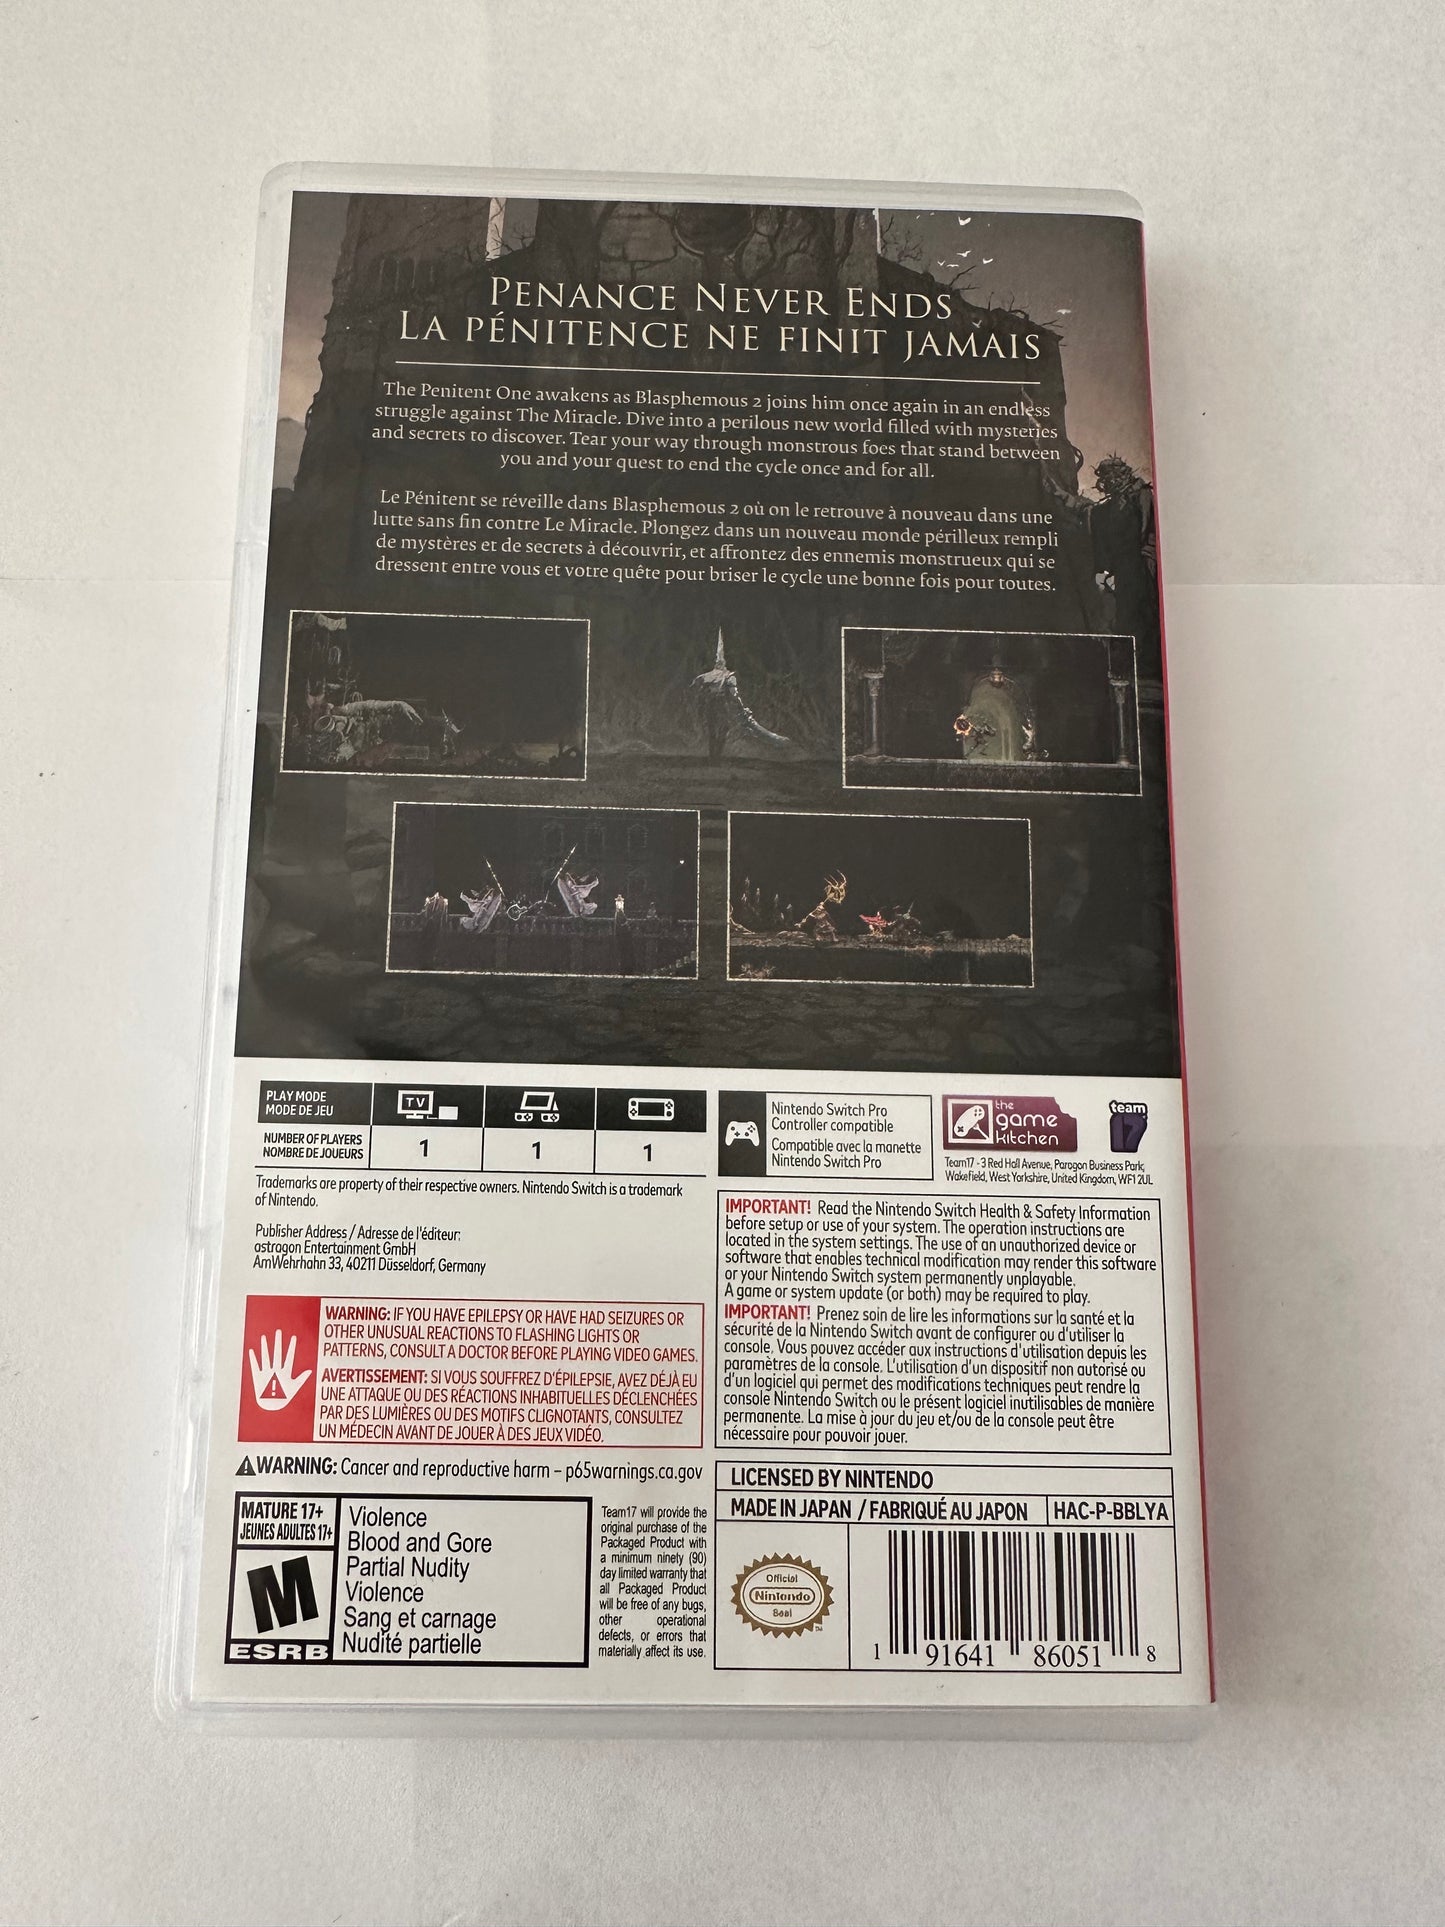 PENANCE NEVER ENDS
LA PÉNITENCE NE FINIT JAMAIS
The Penitent One awakens as Blasphemous 2 joins him once again in an endless
struggle against The Miracle. Dive into a perilous new world filled with mysteries
and secrets to discover. Tear your way through monstrous foes that stand between
you and your quest to end the cycle once and for all.
Le Pénitent se réveille dans Blasphemous 2 où on le retrouve à nouveau dans une
lutte sans fin contre Le Miracle. Plongez dans un nouveau monde périlleux rempli
de mystères et de secrets à découvrir, et affrontez des ennemis monstrueux qui se
dressent entre vous et votre quête pour briser le cycle une bonne fois pour toutes.
PLAY MODE
MODE DE JEU
TV
NUMBER OF PLAYERS
NOMBRE DE JOUEURS
1 1 1
Trademarks are property of their respective owners. Nintendo Switch is a trademark
of Nintendo.
Publisher Address / Adresse de l'éditeur:
astragon Entertainment GmbH
AmWehrhahn 33, 40211 Düsseldorf, Germany
WARNING: IF YOU HAVE EPILEPSY OR HAVE HAD SEIZURES OR
OTHER UNUSUAL REACTIONS TO FLASHING LIGHTS OR
PATTERNS, CONSULT A DOCTOR BEFORE PLAYING VIDEO GAMES.
AVERTISSEMENT: SI VOUS SOUFFREZ D'ÉPILEPSIE, AVEZ DÉJÀ EU
UNE ATTAQUE OU DES RÉACTIONS INHABITUELLES DÉCLENCHÉES
PAR DES LUMIÈRES OU DES MOTIFS CLIGNOTANTS, CONSULTEZ
UN MÉDECIN AVANT DE JOUER À DES JEUX VIDÉO.
WARNING: Cancer and reproductive harm – p65warnings.ca.gov
MATURE 17+
JEUNES ADULTES 17+
M
ESRB
Violence
Blood and Gore
Partial Nudity
Violence
Sang et carnage
Nudité partielle
Team17 will provide the
original purchase of the
Packaged Product with
a minimum ninety (90)
day limited warranty that
all Packaged Product
will be free of any bugs,
other operational
defects, or errors that
materially affect its use.
Nintendo Switch Pro
Controller compatible
Compatible avec la manette
Nintendo Switch Pro
the
game
kitchen
team
17
Team17 - 3 Red Hall Avenue, Paragon Business Park,
Wakefield, West Yorkshire, United Kingdom, WF1 2UL
IMPORTANT! Read the Nintendo Switch Health & Safety Information
before setup or use of your system. The operation instructions are
located in the system settings. The use of an unauthorized device or
software that enables technical modification may render this software
or your Nintendo Switch system permanently unplayable.
A game or system update (or both) may be required to play.
IMPORTANT! Prenez soin de lire les informations sur la santé et la
sécurité de la Nintendo Switch avant de configurer ou d'utiliser la
console. Vous pouvez accéder aux instructions d'utilisation depuis les
paramètres de la console. L'utilisation d'un dispositif non autorisé ou
d'un logiciel qui permet des modifications techniques peut rendre la
console Nintendo Switch ou le présent logiciel inutilisables de manière
permanente. La mise à jour du jeu et/ou de la console peut être
nécessaire pour pouvoir jouer.
LICENSED BY NINTENDO
MADE IN JAPAN / FABRIQUÉ AU JAPON HAC-P-BBLYA
Official
Nintendo
Seal
TM
1 91641 86051 8